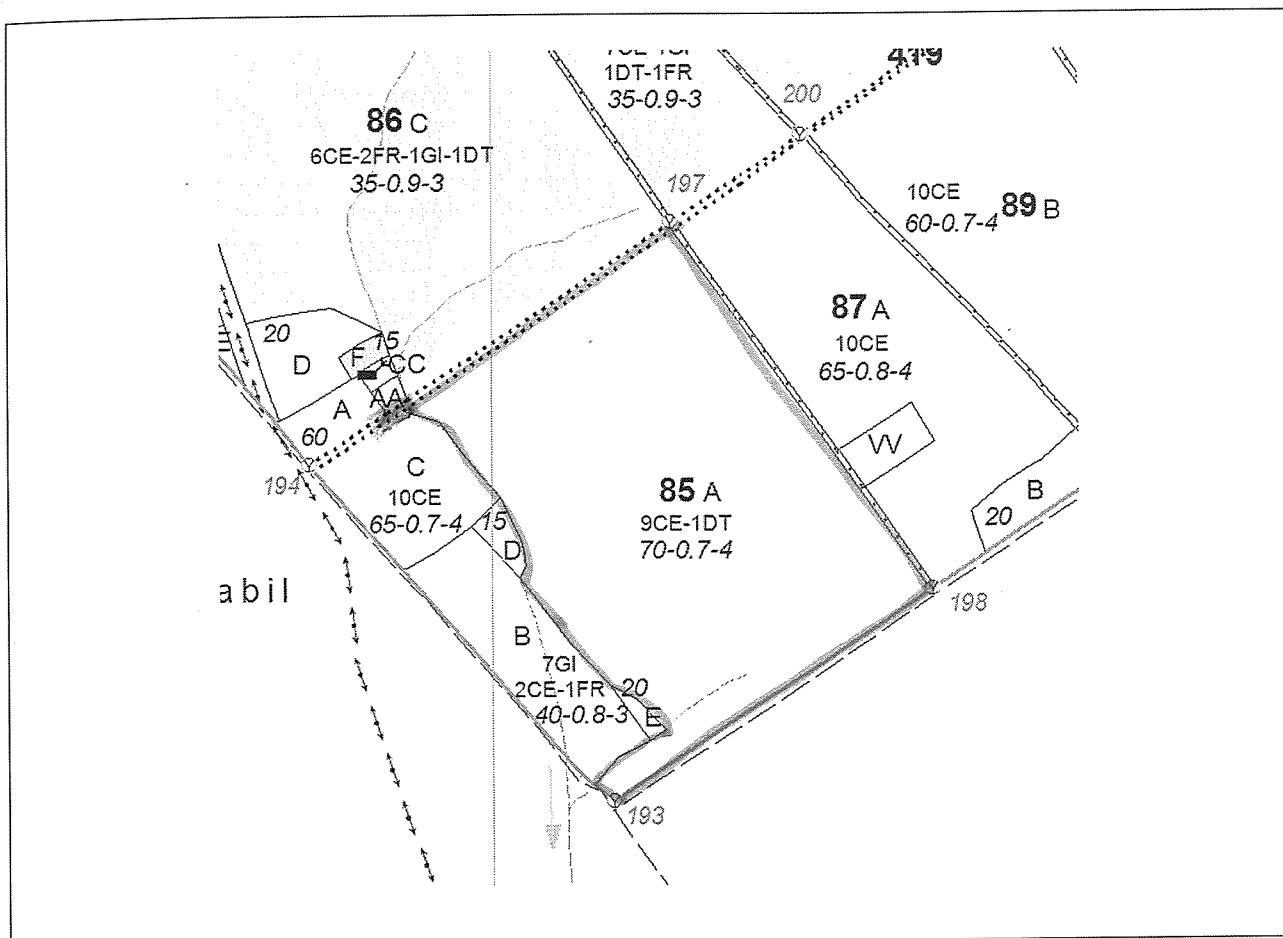 419
1DT-1FR
35-0.9-3
200
86 C
6CE-2FR-1GI-1DT
35-0.9-3
197
10CE
60-0.7-4
89 B
87 A
10CE
65-0.8-4
20
15
E
D
F
CC
A
AA
60
VV
194
C
10CE
65-0.7-4
15
85 A
9CE-1DT
70-0.7-4
B
20
D
abil
198
B
7GI
2CE-1FR
40-0.8-3
20
E
193